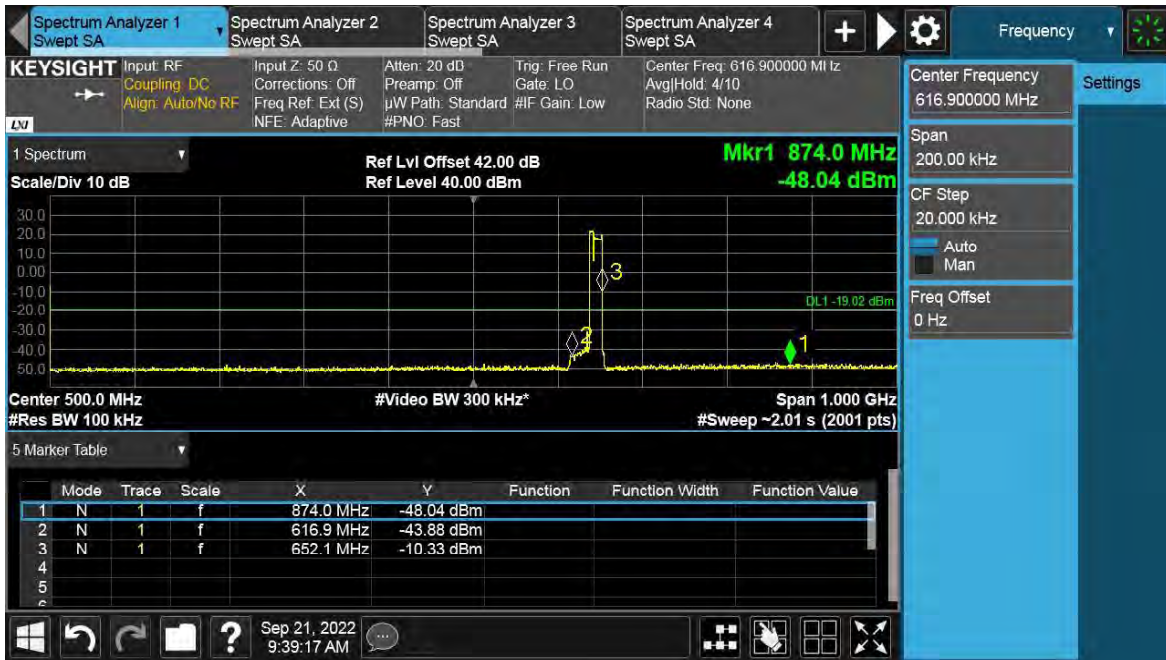 Spectrum Analyzer 1
Swept SA
Spectrum Analyzer 2
Swept SA
Spectrum Analyzer 3
Swept SA
Spectrum Analyzer 4
Swept SA
+
Frequency
KEYSIGHT
LXI
Input: RF
Coupling: DC
Align: Auto/No RF
Input Z: 50 Ω
Corrections: Off
Freq Ref: Ext (S)
NFE: Adaptive
Atten: 20 dB
Preamp: Off
µW Path: Standard
#PNO: Fast
Trig: Free Run
Gate: LO
#IF Gain: Low
Center Freq: 616.900000 MHz
Avg|Hold: 4/10
Radio Std: None
Center Frequency
616.900000 MHz
Settings
Span
200.00 kHz
CF Step
20.000 kHz
Auto
Man
Freq Offset
0 Hz
1 Spectrum
Scale/Div 10 dB
Ref Lvl Offset 42.00 dB
Ref Level 40.00 dBm
Mkr1 874.0 MHz
-48.04 dBm
30.0
20.0
10.0
0.00
-10.0
-20.0
-30.0
-40.0
50.0
3
DL1 -19.02 dBm
2
1
Center 500.0 MHz
#Video BW 300 kHz*
Span 1.000 GHz
#Res BW 100 kHz
#Sweep ~2.01 s (2001 pts)
5 Marker Table
Mode Trace Scale X Y Function Function Width Function Value
1 N 1 f 874.0 MHz -48.04 dBm
2 N 1 f 616.9 MHz -43.88 dBm
3 N 1 f 652.1 MHz -10.33 dBm
4
5
?
Sep 21, 2022
9:39:17 AM